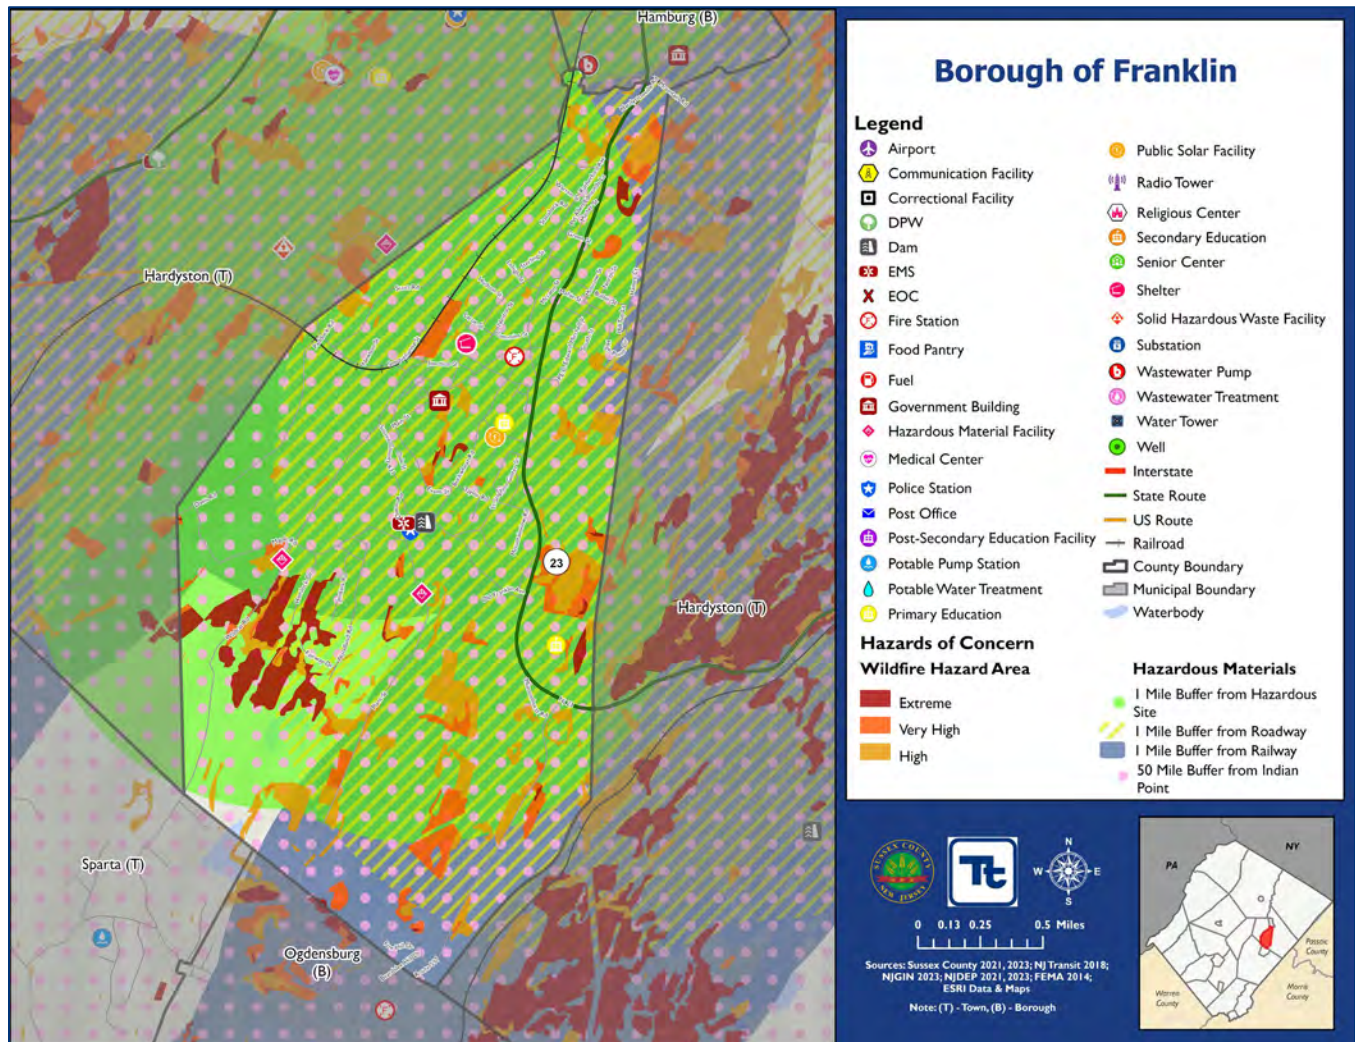 Hamburg (B)
Hardyston (T)
23
Hardyston (T)
Sparta (T)
Ogdensburg
(B)
Borough of Franklin
Legend
Airport
Communication Facility
Correctional Facility
DPW
Dam
EMS
EOC
Fire Station
Food Pantry
Fuel
Government Building
Hazardous Material Facility
Medical Center
Police Station
Post Office
Post-Secondary Education Facility
Potable Pump Station
Potable Water Treatment
Primary Education
Public Solar Facility
Radio Tower
Religious Center
Secondary Education
Senior Center
Shelter
Solid Hazardous Waste Facility
Substation
Wastewater Pump
Wastewater Treatment
Water Tower
Well
Interstate
State Route
US Route
Railroad
County Boundary
Municipal Boundary
Waterbody
Hazards of Concern
Wildfire Hazard Area
Extreme
Very High
High
Hazardous Materials
1 Mile Buffer from Hazardous
Site
1 Mile Buffer from Roadway
1 Mile Buffer from Railway
50 Mile Buffer from Indian
Point
SUSSEX COUNTY
NEW JERSEY
Tt
N
W
E
S
0 0.13 0.25 0.5 Miles
Sources: Sussex County 2021, 2023; NJ Transit 2018;
NJGIN 2023; NJDEP 2021, 2023; FEMA 2014;
ESRI Data & Maps
Note: (T) - Town, (B) - Borough
PA
NY
Passaic
County
Morris
County
Warren
County